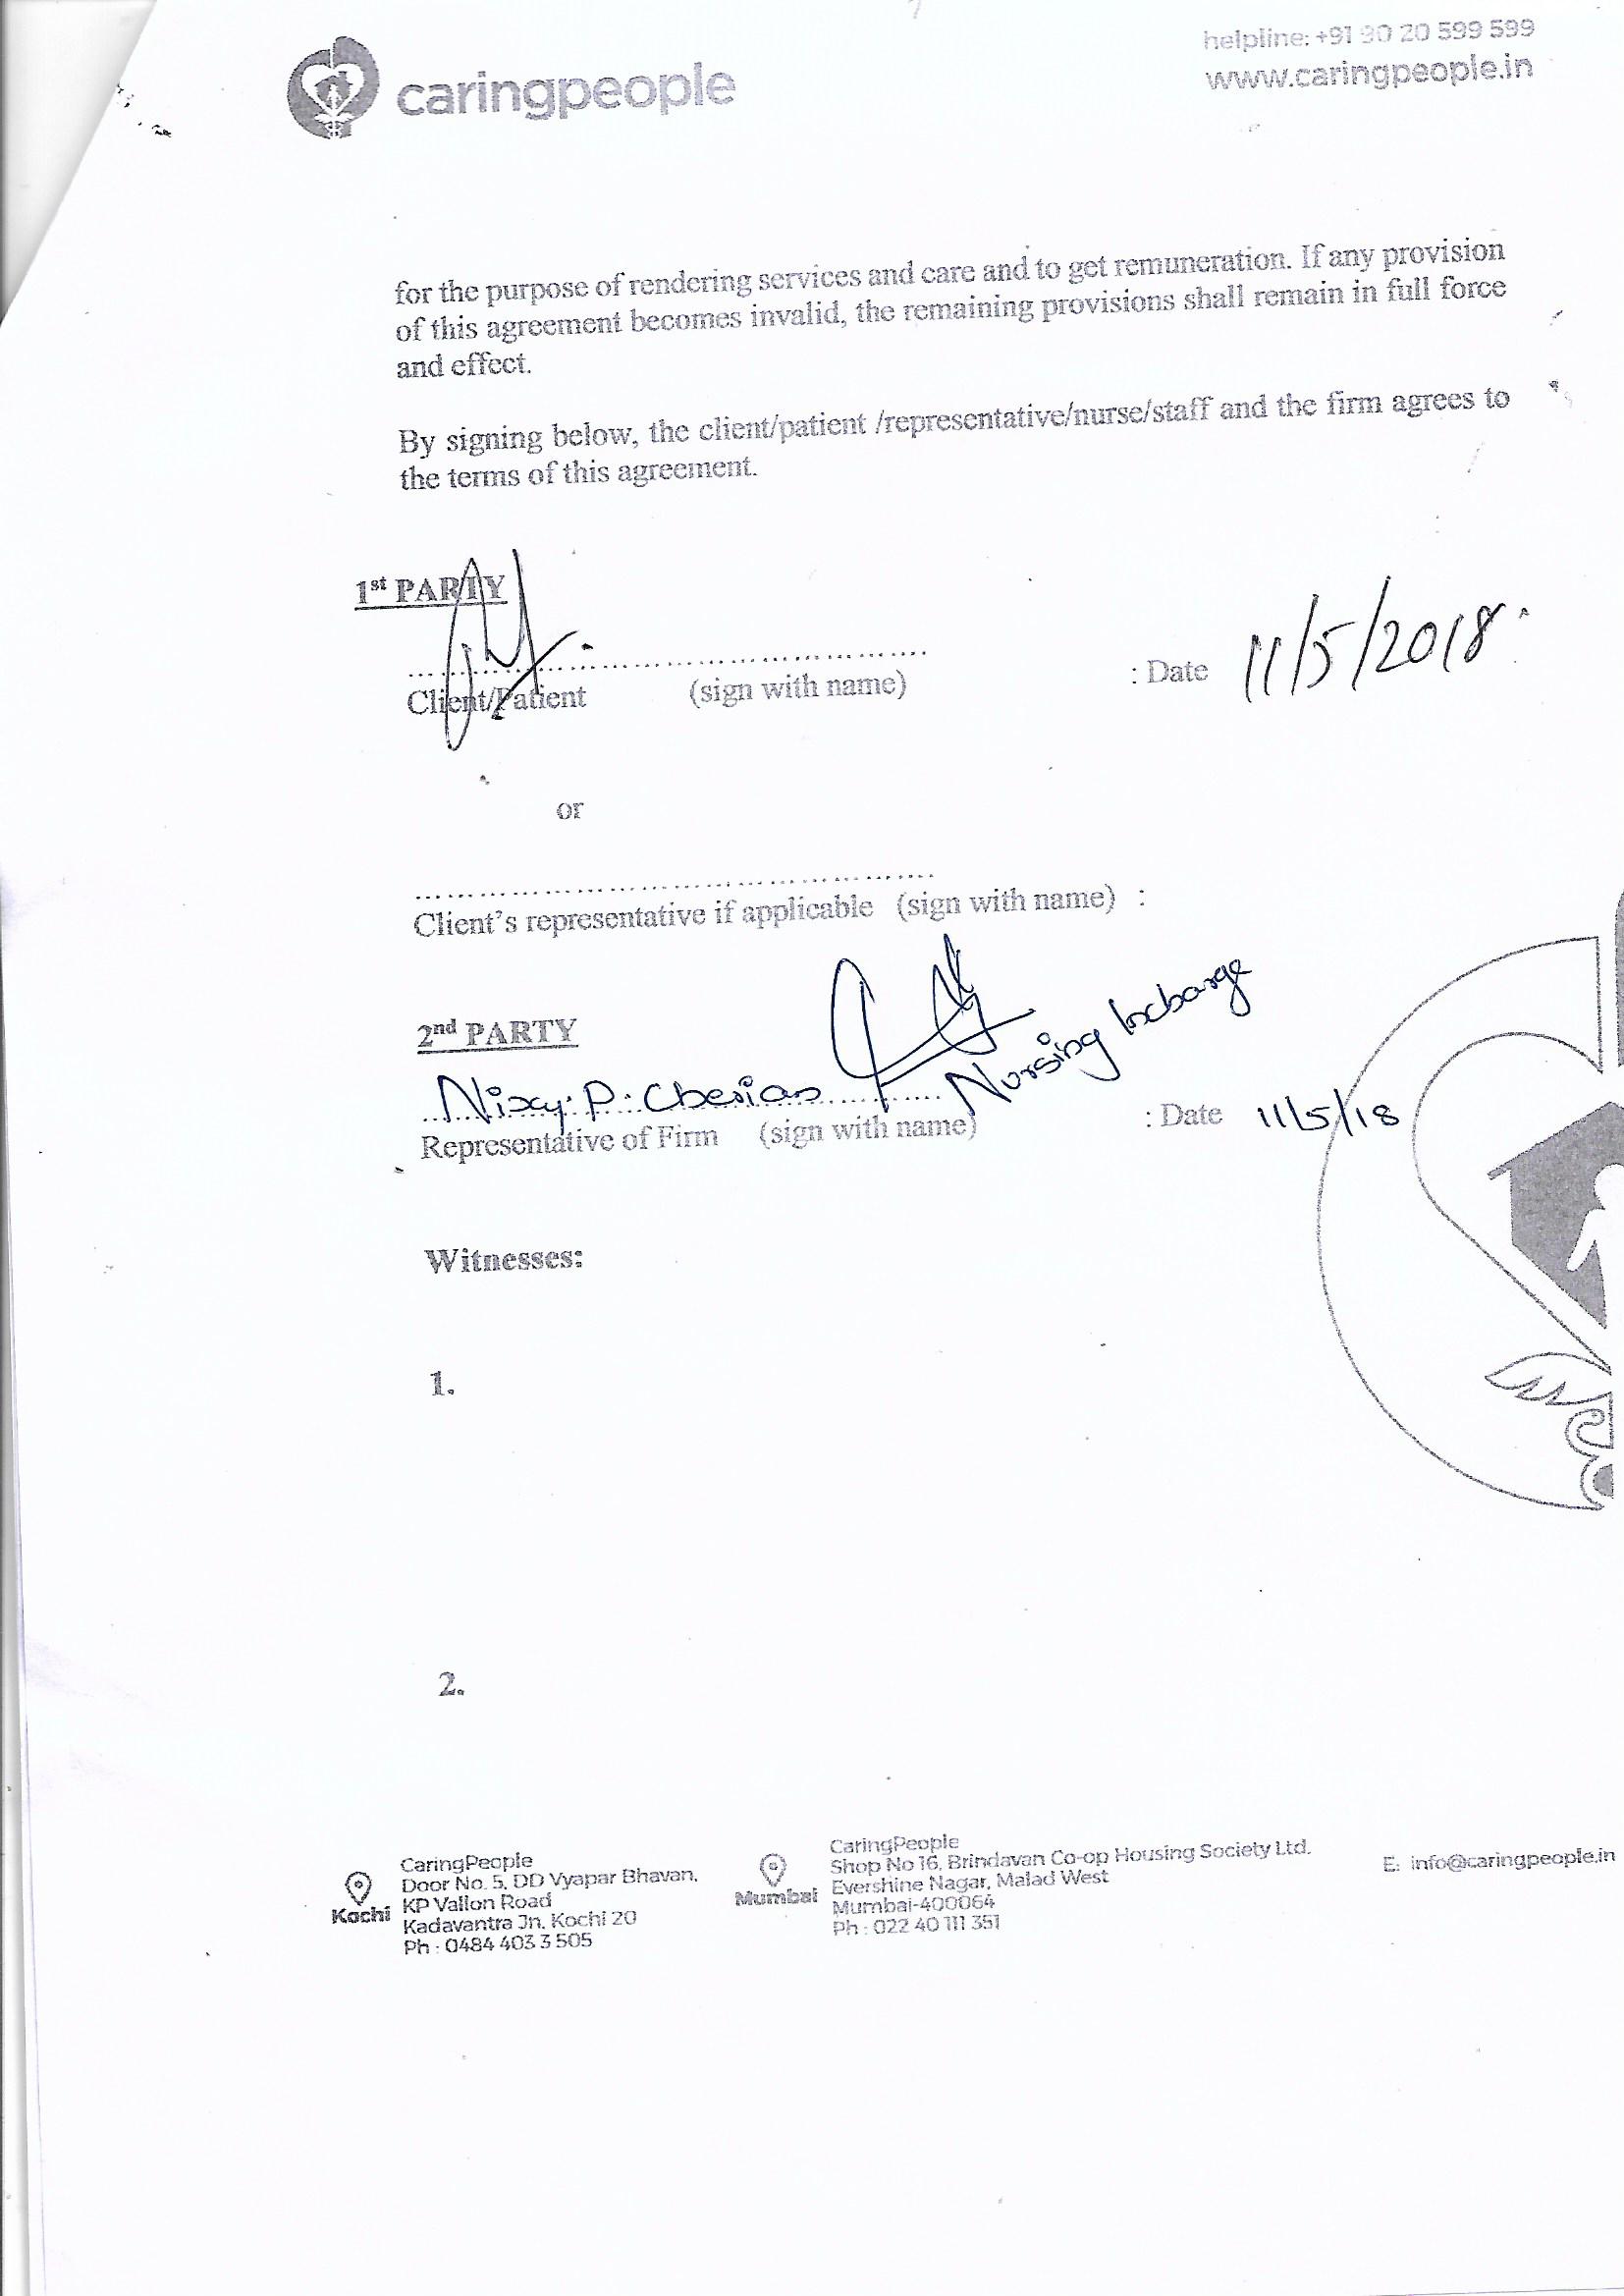 caringpeople
helpline: +91 90 20 599 599
www.caringpeople.in
for the purpose of rendering services and care and to get remuneration. If any provision
of this agreement becomes invalid, the remaining provisions shall remain in full force
and effect.
By signing below, the client/patient /representative/nurse/staff and the firm agrees to
the terms of this agreement.
1st PARTY
Client/Patient (sign with name) : Date 11/5/2018.
or
Client's representative if applicable (sign with name) :
2nd PARTY
Nixy. P. Cherian Nursing Incharge
Representative of Firm (sign with name) : Date 11/5/18
Witnesses:
1.
2.
Kochi
CaringPeople
Door No. 5, DD Vyapar Bhavan,
KP Vallon Road
Kadavantra Jn. Kochi 20
Ph : 0484 403 3 505
Mumbai
CaringPeople
Shop No 16, Brindavan Co-op Housing Society Ltd.
Evershine Nagar, Malad West
Mumbai-400064
Ph : 022 40 111 351
E: info@caringpeople.in